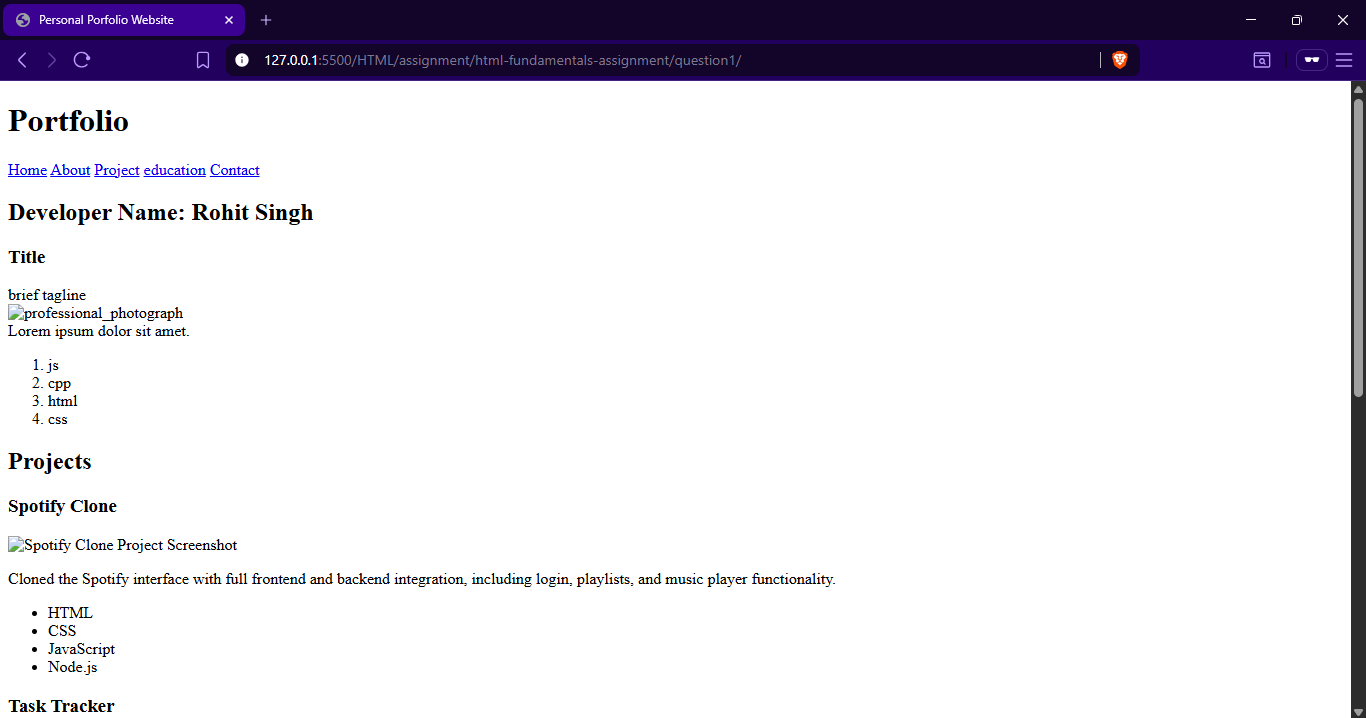 Personal Porfolio Website
127.0.0.1:5500/HTML/assignment/html-fundamentals-assignment/question1/
Portfolio
Home About Project education Contact
Developer Name: Rohit Singh
Title
brief tagline
professional_photograph
Lorem ipsum dolor sit amet.
1. js
2. cpp
3. html
4. css
Projects
Spotify Clone
Spotify Clone Project Screenshot
Cloned the Spotify interface with full frontend and backend integration, including login, playlists, and music player functionality.
• HTML
• CSS
• JavaScript
• Node.js
Task Tracker